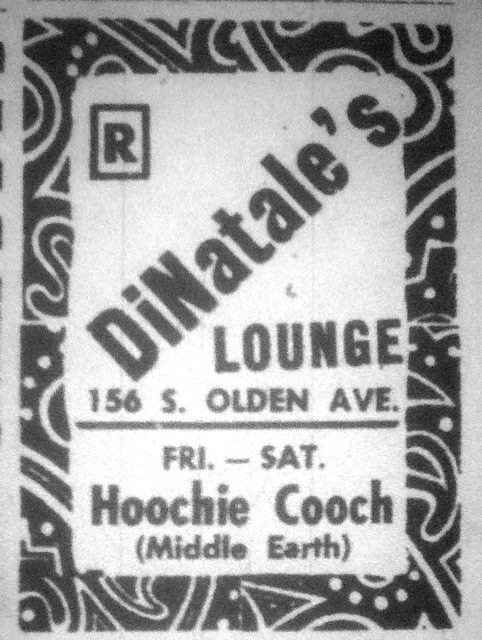 R
DiNatale's
LOUNGE
156 S. OLDEN AVE.
FRI. — SAT.
Hoochie Cooch
(Middle Earth)